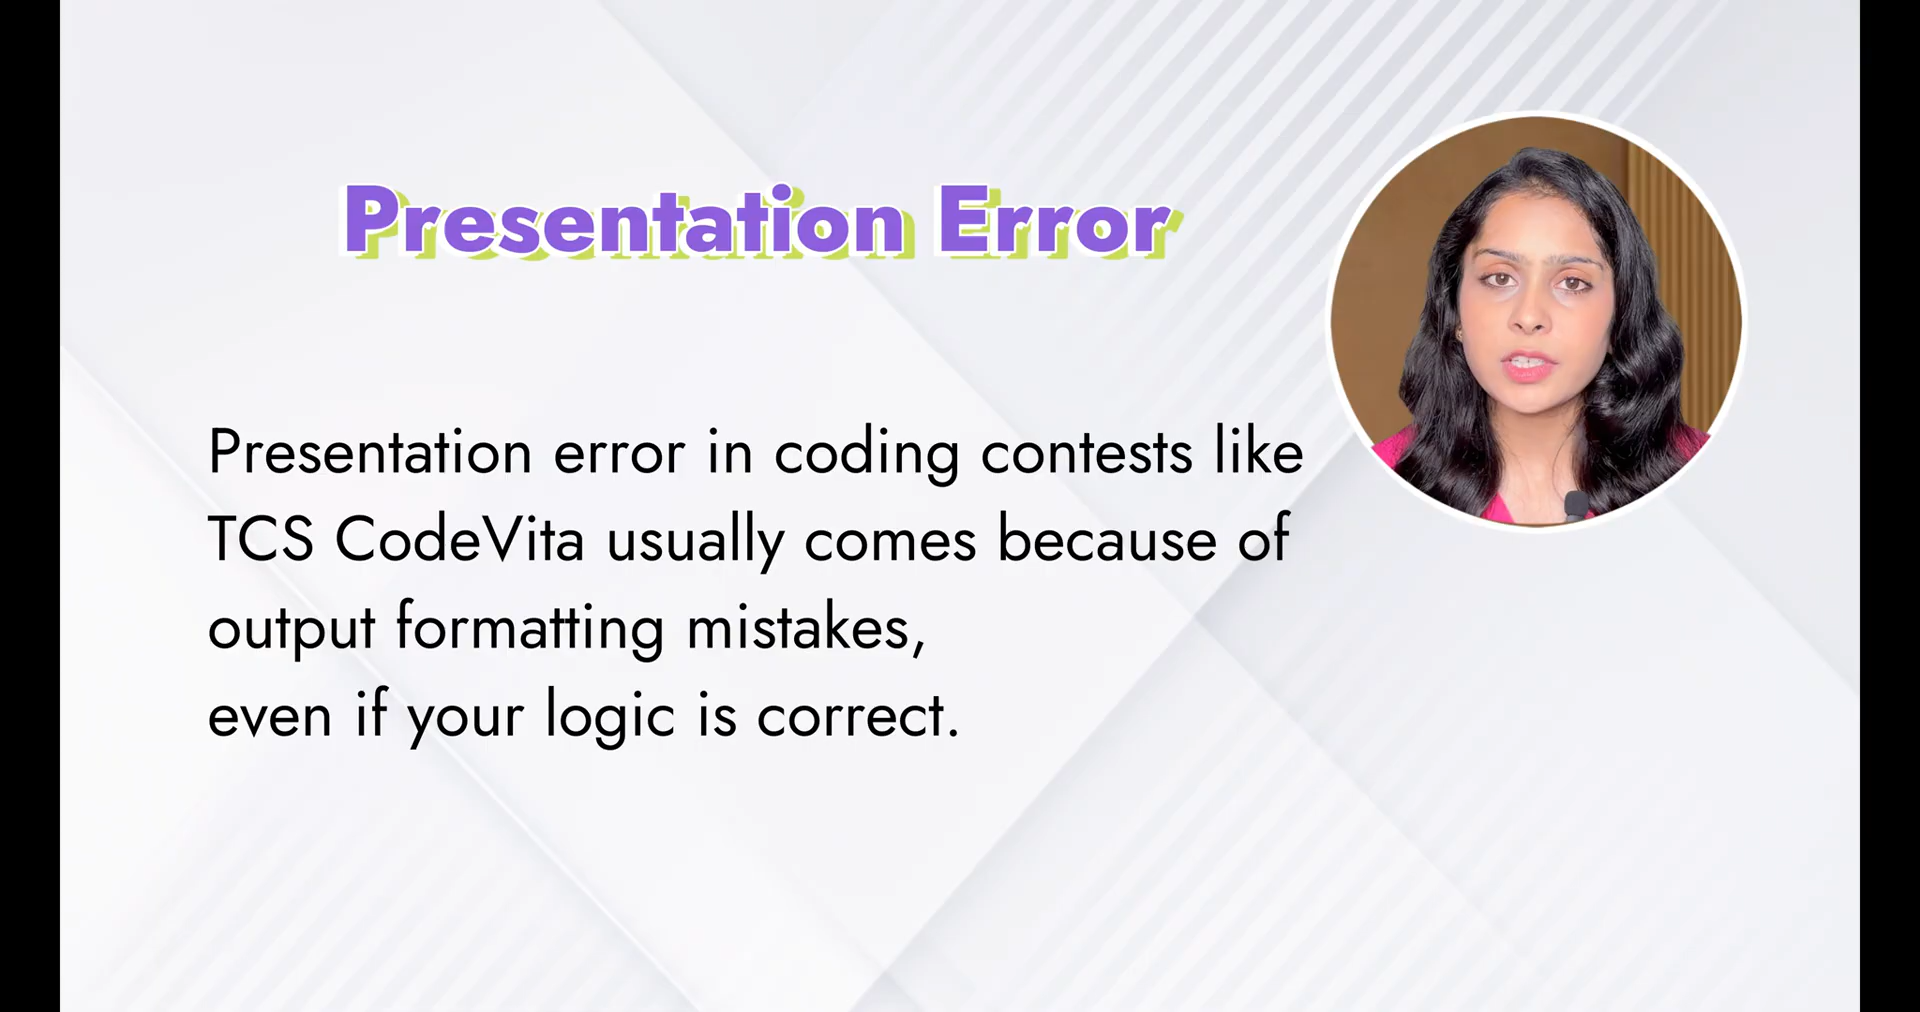 Presentation Error
Presentation error in coding contests like
TCS CodeVita usually comes because of
output formatting mistakes,
even if your logic is correct.